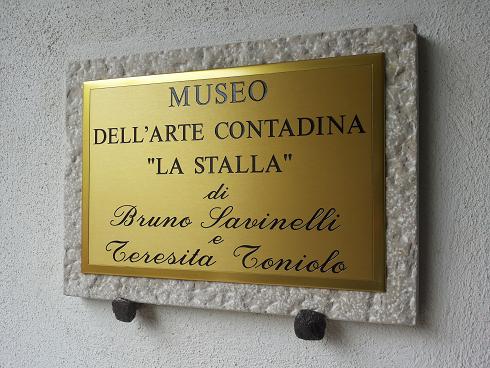 MUSEO
DELL'ARTE CONTADINA
"LA STALLA"
di
Bruno Savinelli
e
Teresita Toniolo